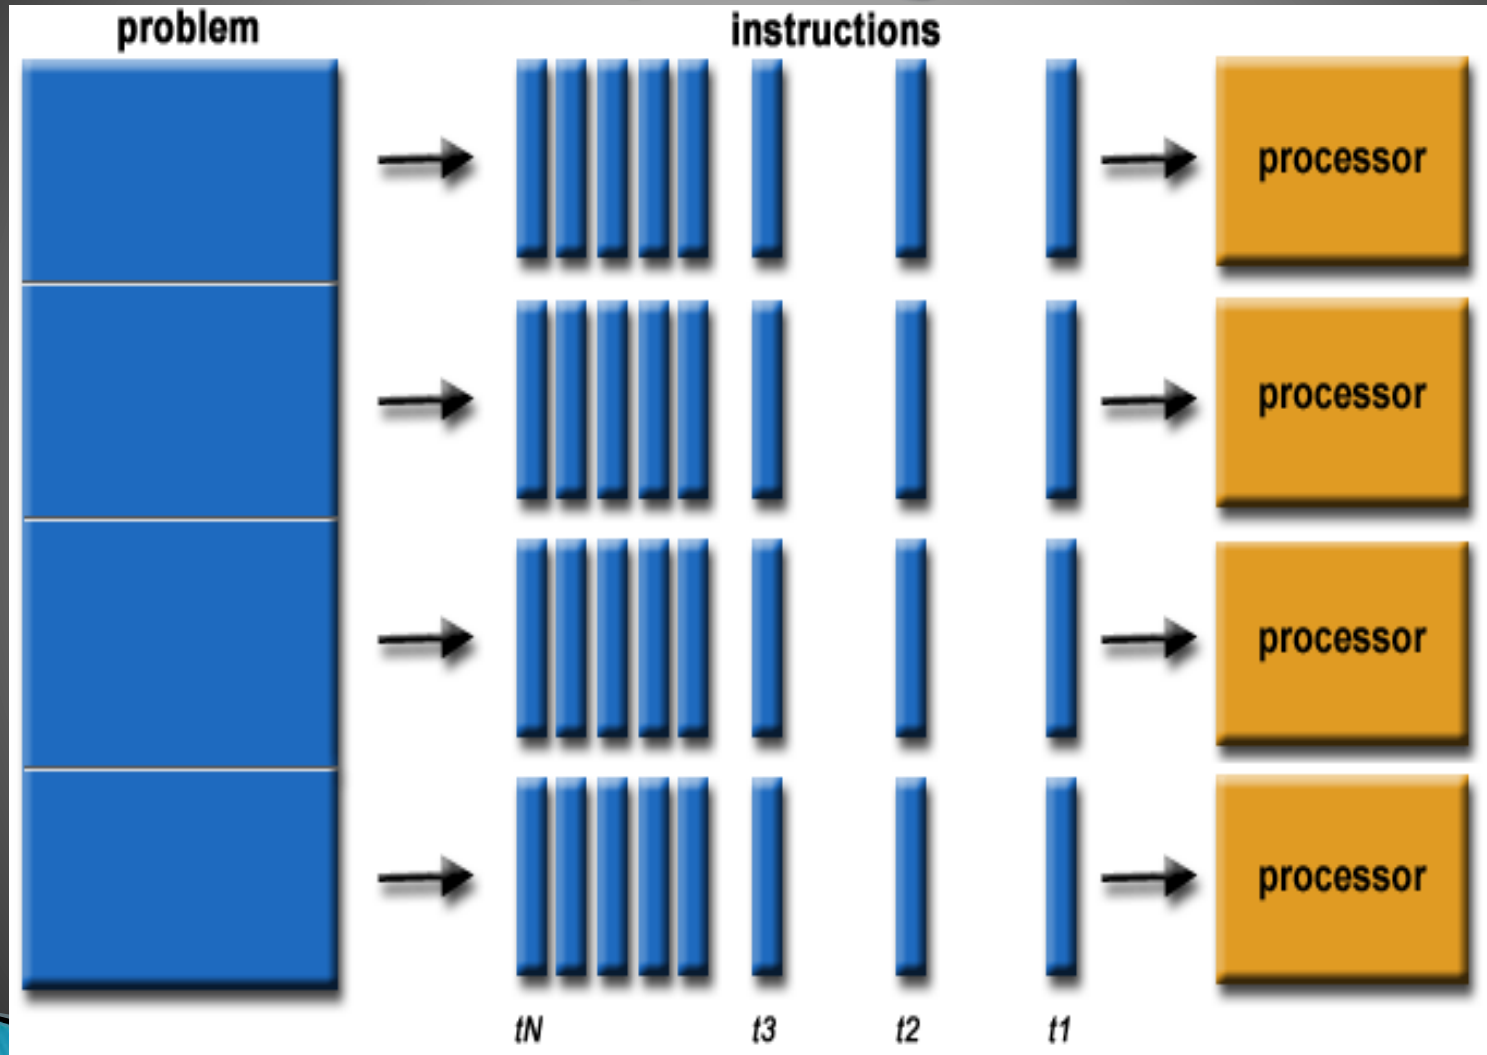 problem
instructions
processor
processor
processor
processor
tN t3 t2 t1